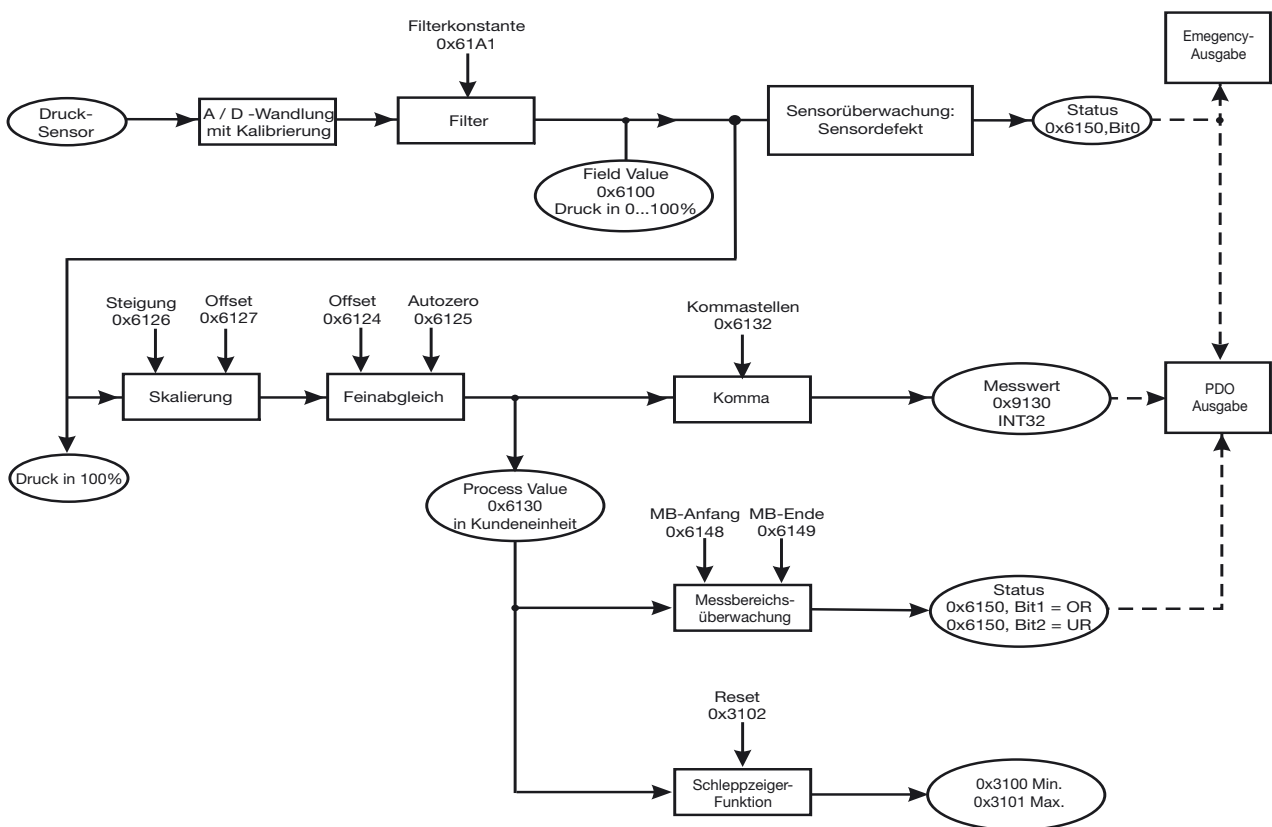 Filterkonstante
0x61A1
Emegency-
Ausgabe
Druck-
Sensor
A / D -Wandlung
mit Kalibrierung
Filter
Sensorüberwachung:
Sensordefekt
Status
0x6150,Bit0
Field Value
0x6100
Druck in 0...100%
Steigung
0x6126
Offset
0x6127
Offset
0x6124
Autozero
0x6125
Kommastellen
0x6132
Skalierung
Feinabgleich
Komma
Messwert
0x9130
INT32
PDO
Ausgabe
Druck in 100%
Process Value
0x6130
in Kundeneinheit
MB-Anfang
0x6148
MB-Ende
0x6149
Messbereichs-
überwachung
Status
0x6150, Bit1 = OR
0x6150, Bit2 = UR
Reset
0x3102
Schleppzeiger-
Funktion
0x3100 Min.
0x3101 Max.